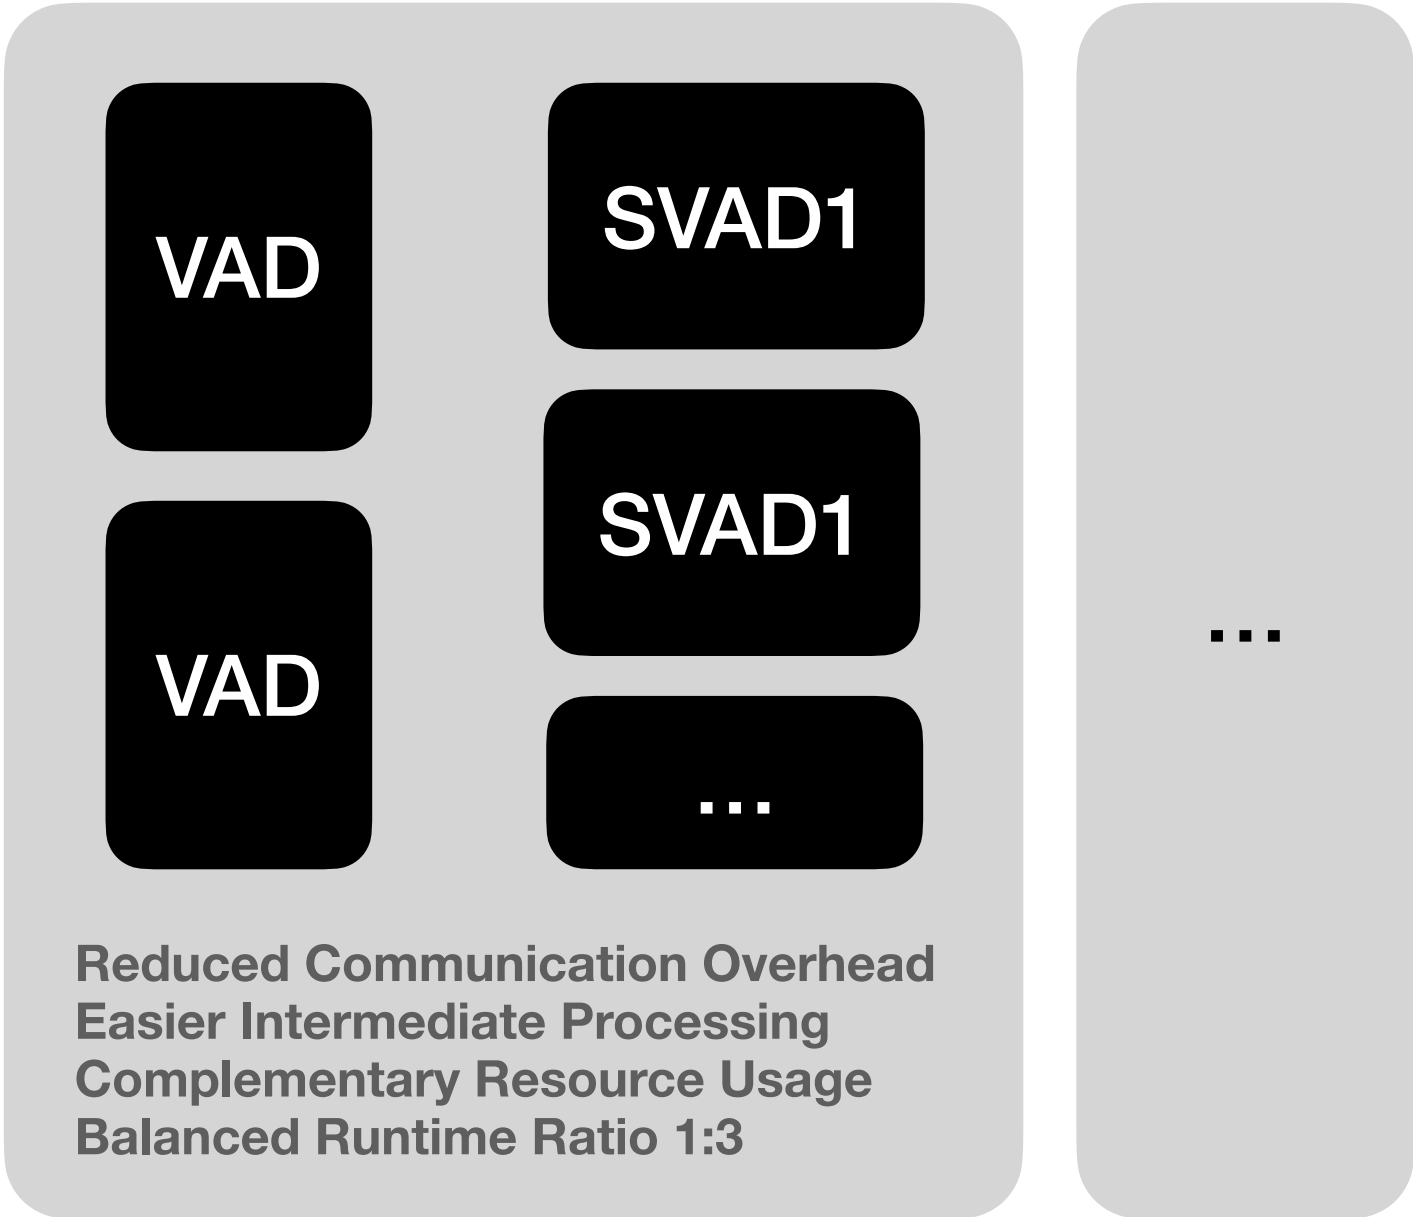 VAD
VAD
SVAD1
SVAD1
...
Reduced Communication Overhead
Easier Intermediate Processing
Complementary Resource Usage
Balanced Runtime Ratio 1:3
...